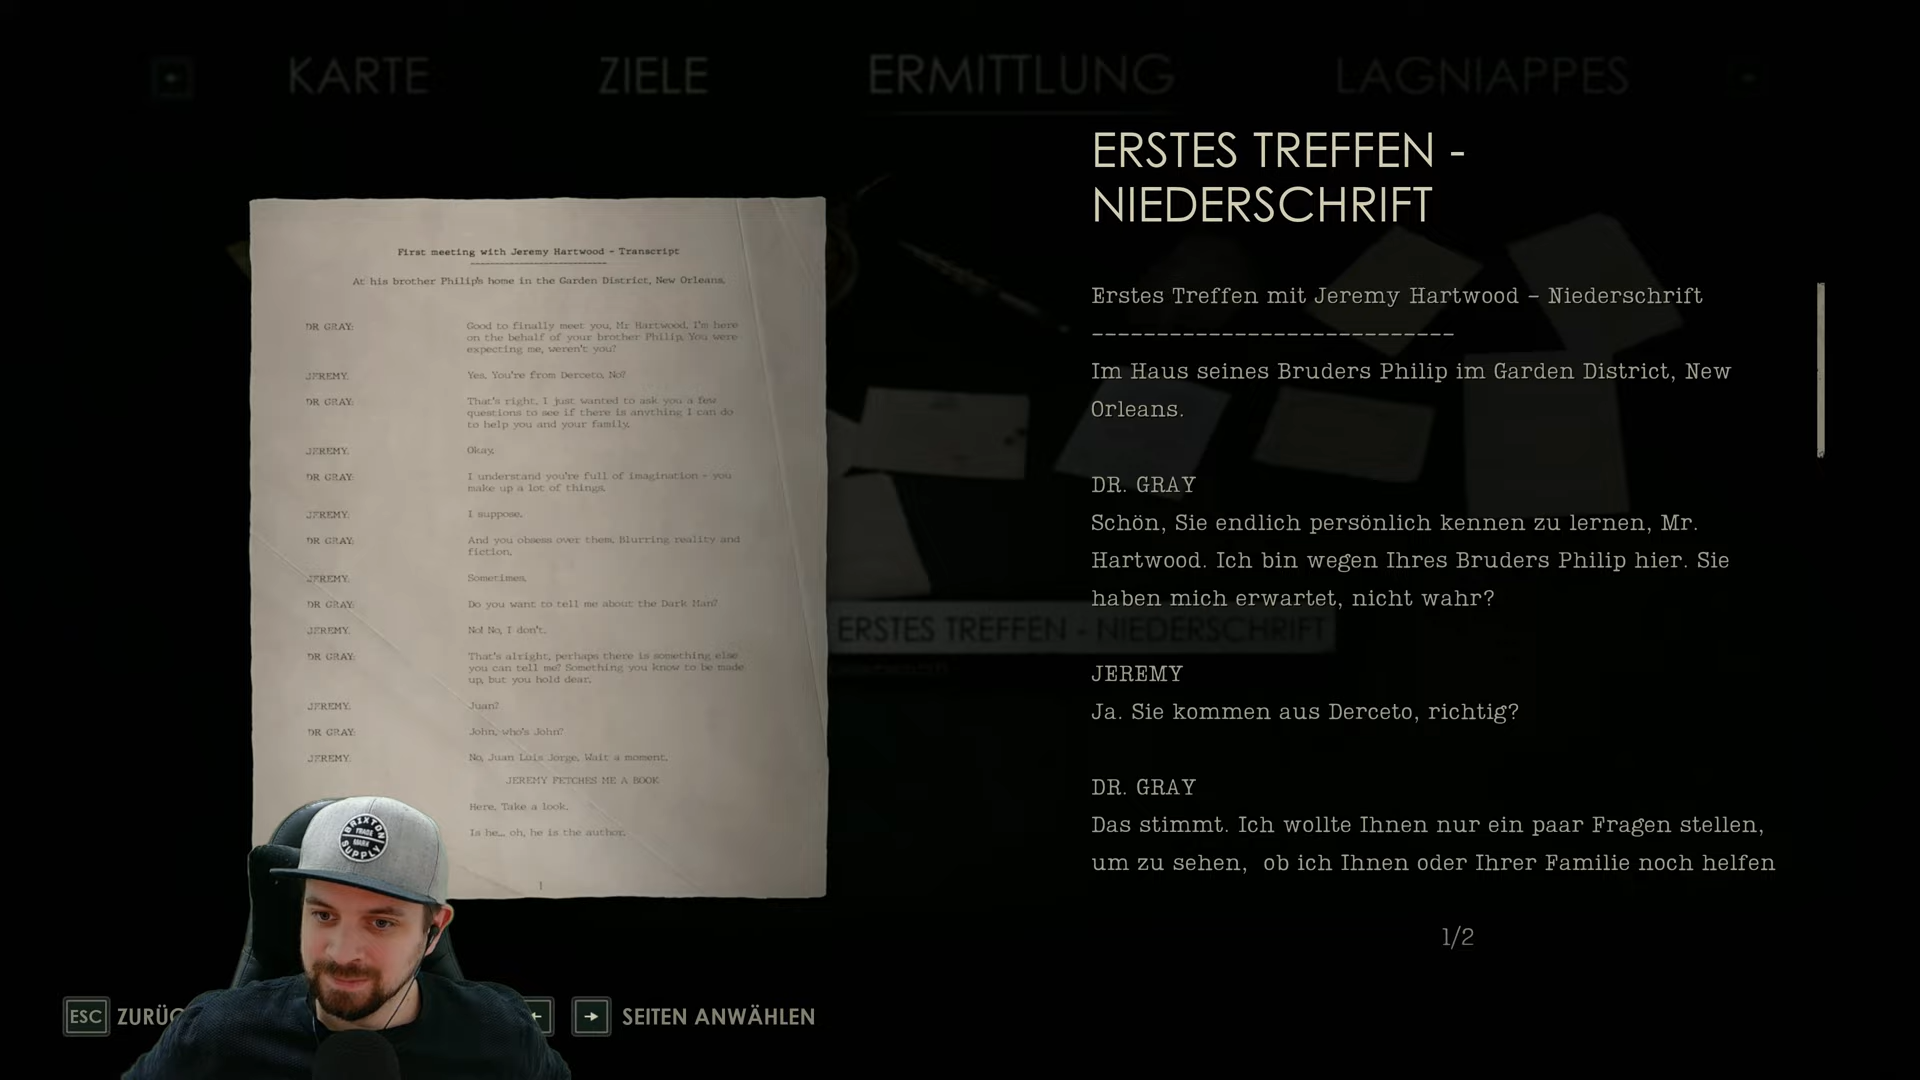 KARTE
ZIELE
ERMITTLUNG
LAGNIAPPES
ERSTES TREFFEN -
NIEDERSCHRIFT
Erstes Treffen mit Jeremy Hartwood – Niederschrift
----------------------------
Im Haus seines Bruders Philip im Garden District, New
Orleans.
DR. GRAY
Schön, Sie endlich persönlich kennen zu lernen, Mr.
Hartwood. Ich bin wegen Ihres Bruders Philip hier. Sie
haben mich erwartet, nicht wahr?
JEREMY
Ja. Sie kommen aus Derceto, richtig?
DR. GRAY
Das stimmt. Ich wollte Ihnen nur ein paar Fragen stellen,
um zu sehen, ob ich Ihnen oder Ihrer Familie noch helfen
1/2
First meeting with Jeremy Hartwood - Transcript
At his brother Philip's home in the Garden District, New Orleans.
DR GRAY: Good to finally meet you, Mr Hartwood, I'm here
on the behalf of your brother Philip. You were
expecting me, weren't you?
JEREMY: Yes. You're from Derceto. No?
DR GRAY: That's right. I just wanted to ask you a few
questions to see if there is anything I can do
to help you and your family.
JEREMY: Okay.
DR GRAY: I understand you're full of imagination - you
make up a lot of things.
JEREMY: I suppose.
DR GRAY: And you obsess over them. Blurring reality and
fiction.
JEREMY: Sometimes.
DR GRAY: Do you want to tell me about the Dark Man?
JEREMY: No! No, I don't.
DR GRAY: That's alright, perhaps there is something else
you can tell me? Something you know to be made
up, but you hold dear.
JEREMY: Juan?
DR GRAY: John, who's John?
JEREMY: No, Juan Luis Jorge. Wait a moment.
JEREMY FETCHES ME A BOOK
Here. Take a look.
Is he... oh, he is the author.
1
ERSTES TREFFEN - NIEDERSCHRIFT
BRIXTON
TRADE
MARK
SUPPLY
ESC ZURÜC
SEITEN ANWÄHLEN